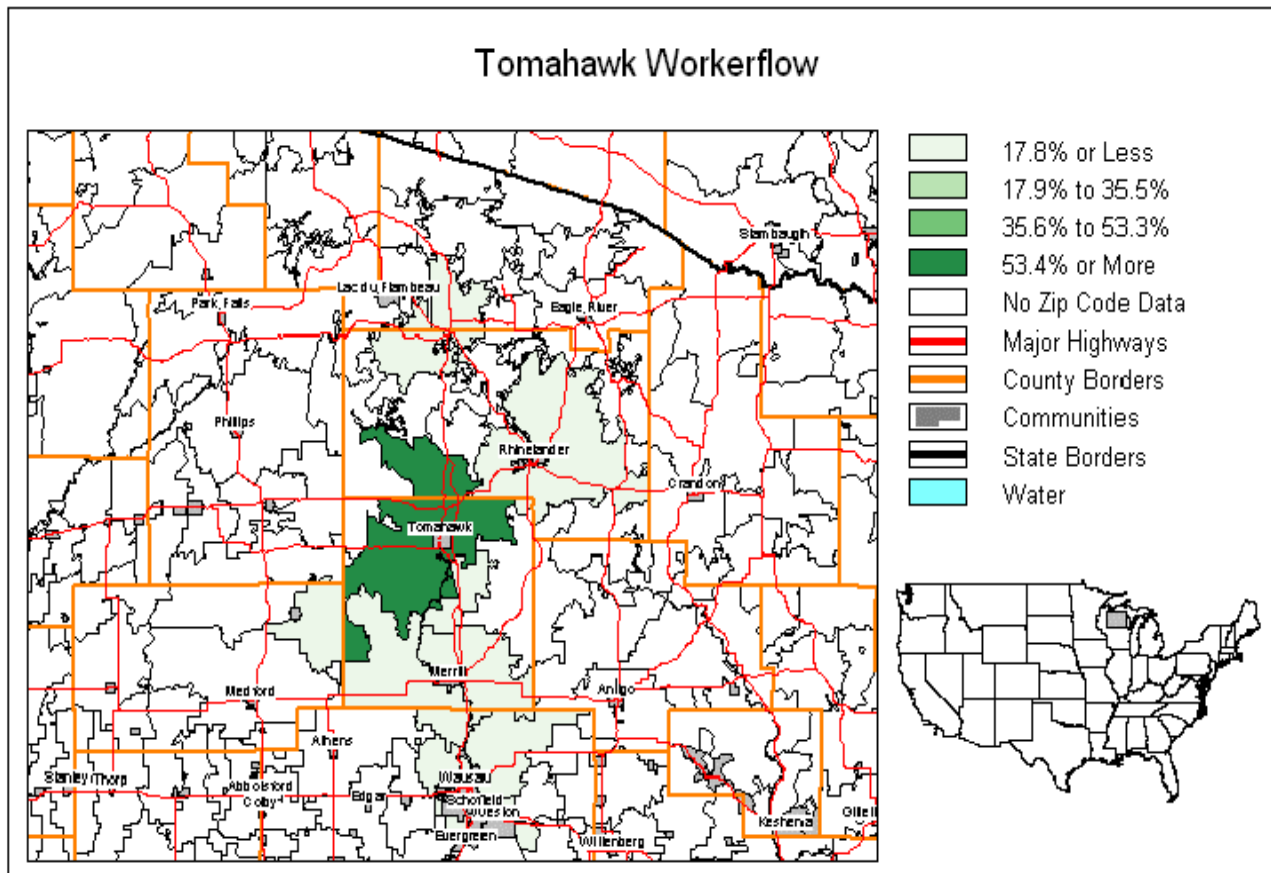 Tomahawk Workerflow
17.8% or Less
17.9% to 35.5%
35.6% to 53.3%
53.4% or More
No Zip Code Data
Major Highways
County Borders
Communities
State Borders
Water
Stambaugh
Lac du Flambeau
Park Falls
Eagle River
Phillips
Rhinelander
Crandon
Tomahawk
Merrill
Medford
Antigo
Athens
Wausau
Stanley Thorp
Abbotsford
Colby
Edgar
Schofield
Weston
Evergreen
Wittenberg
Keshena